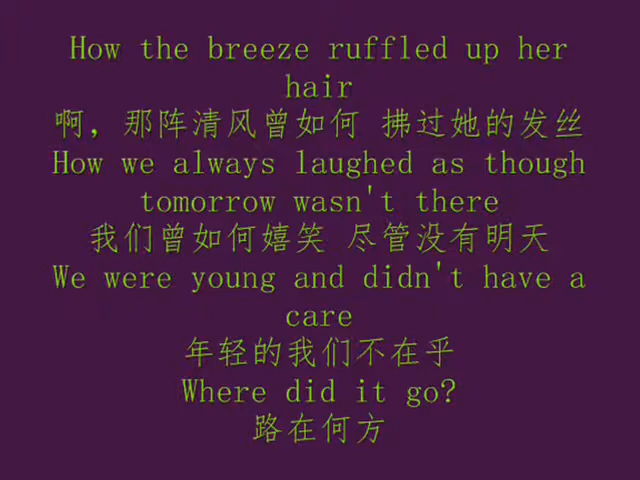 How the breeze ruffled up her
hair
啊，那阵清风曾如何 拂过她的发丝
How we always laughed as though
tomorrow wasn't there
我们曾如何嬉笑 尽管没有明天
We were young and didn't have a
care
年轻的我们不在乎
Where did it go?
路在何方